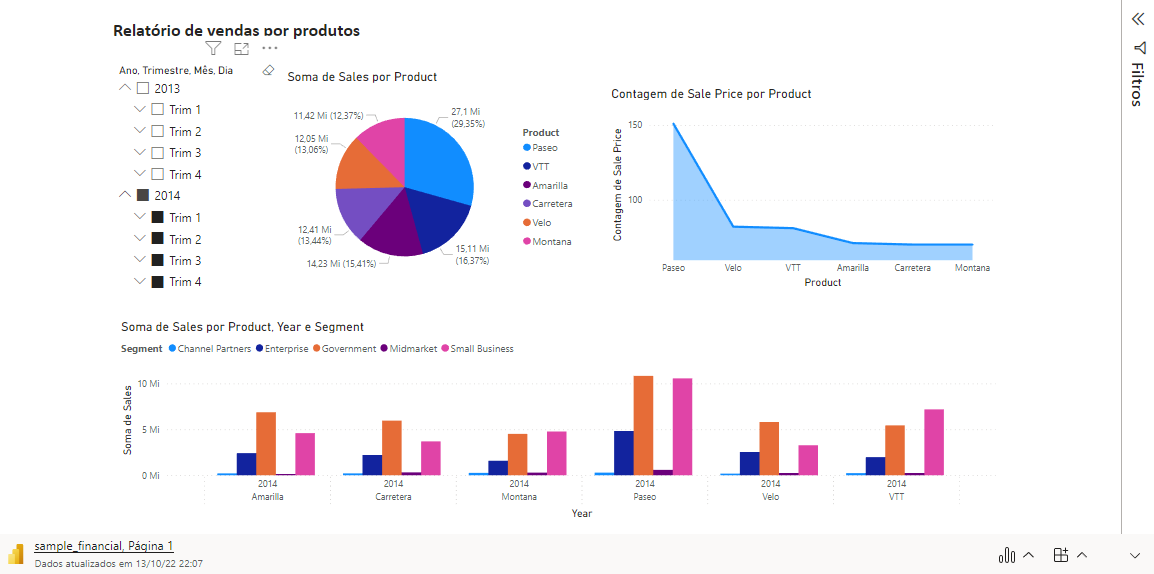 Relatório de vendas por produtos
Ano, Trimestre, Mês, Dia
2013
Trim 1
Trim 2
Trim 3
Trim 4
2014
Trim 1
Trim 2
Trim 3
Trim 4
Soma de Sales por Product
11,42 Mi (12,37%)
27,1 Mi
(29,35%)
12,05 Mi
(13,06%)
12,41 Mi
(13,44%)
14,23 Mi (15,41%)
15,11 Mi
(16,37%)
Product
Paseo
VTT
Amarilla
Carretera
Velo
Montana
Contagem de Sale Price por Product
Contagem de Sale Price
150
100
Paseo Velo VTT Amarilla Carretera Montana
Product
Filtros
Soma de Sales por Product, Year e Segment
Segment Channel Partners Enterprise Government Midmarket Small Business
Soma de Sales
10 Mi
5 Mi
0 Mi
2014 2014 2014 2014 2014 2014
Amarilla Carretera Montana Paseo Velo VTT
Year
sample_financial, Página 1
Dados atualizados em 13/10/22 22:07